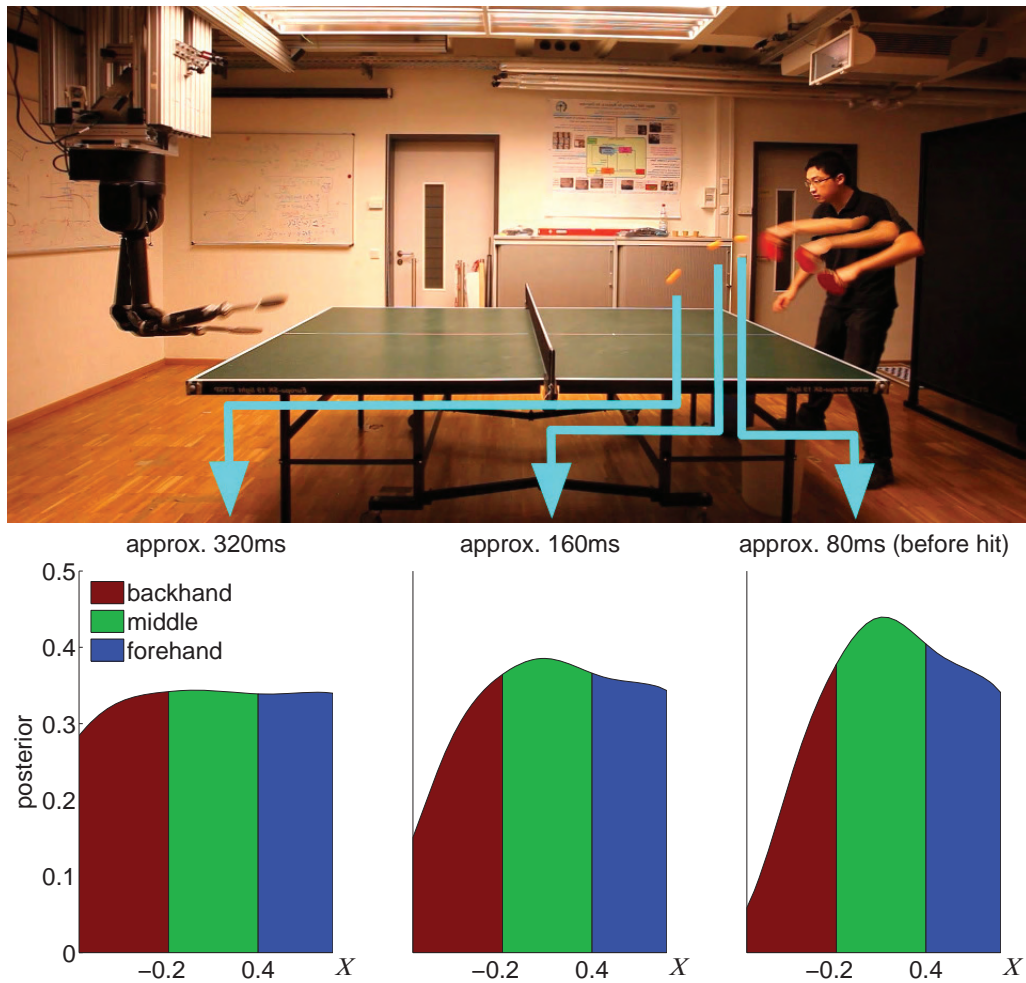 approx. 320ms
approx. 160ms
approx. 80ms (before hit)
0.5
0.4
0.3
0.2
0.1
0
posterior
backhand
middle
forehand
−0.2 0.4 X
−0.2 0.4 X
−0.2 0.4 X